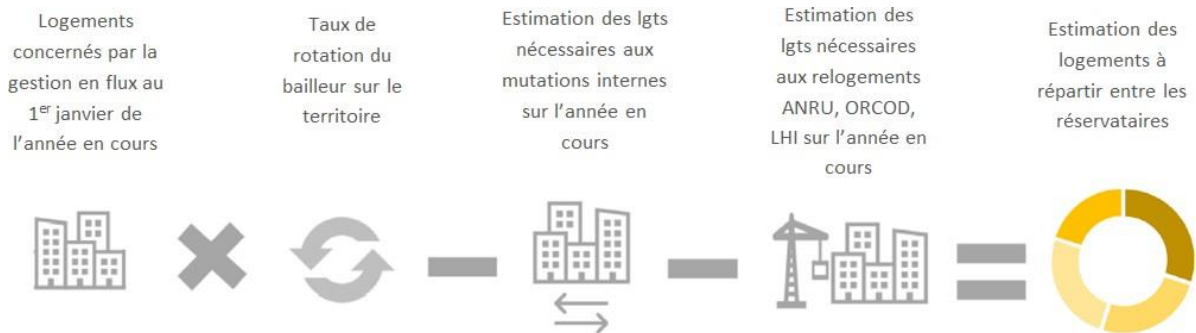 Logements
concernés par la
gestion en flux au
1er janvier de
l'année en cours
Taux de
rotation du
bailleur sur le
territoire
Estimation des lgts
nécessaires aux
mutations internes
sur l'année en
cours
Estimation des
lgts nécessaires
aux relogements
ANRU, ORCOD,
LHI sur l'année en
cours
Estimation des
logements à
répartir entre les
réservataires